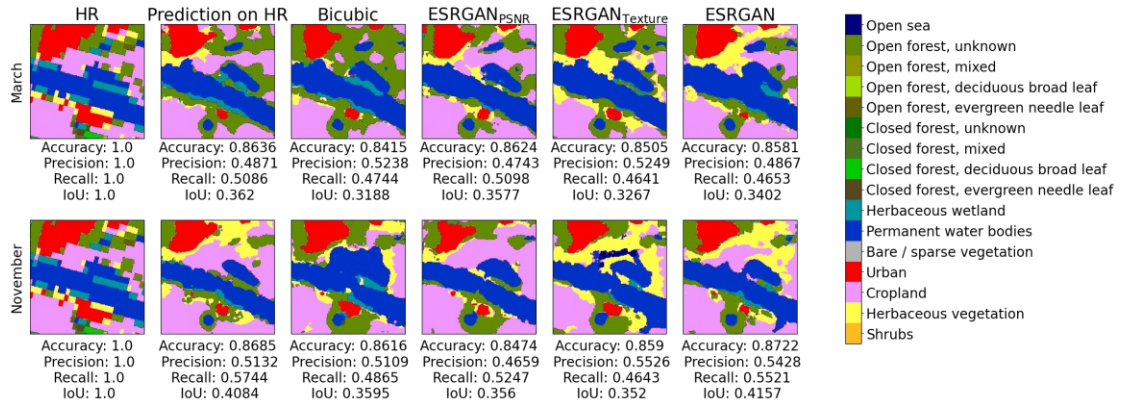 HR Prediction on HR Bicubic ESRGAN_PSNR ESRGAN_Texture ESRGAN
March
Accuracy: 1.0 Accuracy: 0.8636 Accuracy: 0.8415 Accuracy: 0.8624 Accuracy: 0.8505 Accuracy: 0.8581
Precision: 1.0 Precision: 0.4871 Precision: 0.5238 Precision: 0.4743 Precision: 0.5249 Precision: 0.4867
Recall: 1.0 Recall: 0.5086 Recall: 0.4744 Recall: 0.5098 Recall: 0.4641 Recall: 0.4653
IoU: 1.0 IoU: 0.362 IoU: 0.3188 IoU: 0.3577 IoU: 0.3267 IoU: 0.3402
November
Accuracy: 1.0 Accuracy: 0.8685 Accuracy: 0.8616 Accuracy: 0.8474 Accuracy: 0.859 Accuracy: 0.8722
Precision: 1.0 Precision: 0.5132 Precision: 0.5109 Precision: 0.4659 Precision: 0.5526 Precision: 0.5428
Recall: 1.0 Recall: 0.5744 Recall: 0.4865 Recall: 0.5247 Recall: 0.4643 Recall: 0.5521
IoU: 1.0 IoU: 0.4084 IoU: 0.3595 IoU: 0.356 IoU: 0.352 IoU: 0.4157
Open sea
Open forest, unknown
Open forest, mixed
Open forest, deciduous broad leaf
Open forest, evergreen needle leaf
Closed forest, unknown
Closed forest, mixed
Closed forest, deciduous broad leaf
Closed forest, evergreen needle leaf
Herbaceous wetland
Permanent water bodies
Bare / sparse vegetation
Urban
Cropland
Herbaceous vegetation
Shrubs